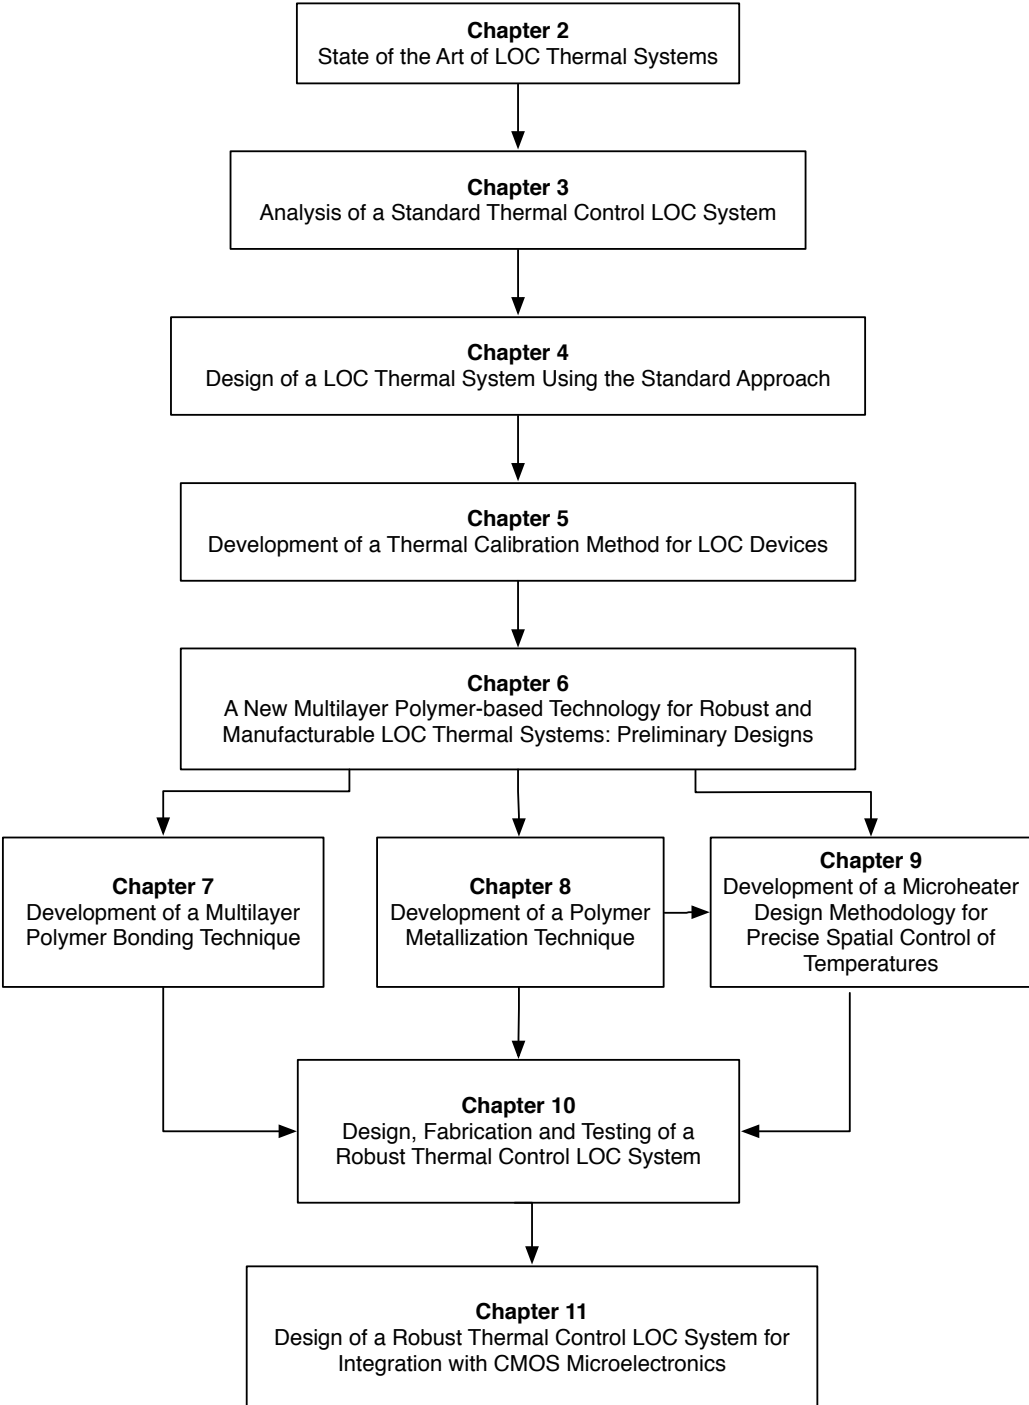 Chapter 2
State of the Art of LOC Thermal Systems
Chapter 3
Analysis of a Standard Thermal Control LOC System
Chapter 4
Design of a LOC Thermal System Using the Standard Approach
Chapter 5
Development of a Thermal Calibration Method for LOC Devices
Chapter 6
A New Multilayer Polymer-based Technology for Robust and
Manufacturable LOC Thermal Systems: Preliminary Designs
Chapter 7
Development of a Multilayer
Polymer Bonding Technique
Chapter 8
Development of a Polymer
Metallization Technique
Chapter 9
Development of a Microheater
Design Methodology for
Precise Spatial Control of
Temperatures
Chapter 10
Design, Fabrication and Testing of a
Robust Thermal Control LOC System
Chapter 11
Design of a Robust Thermal Control LOC System for
Integration with CMOS Microelectronics